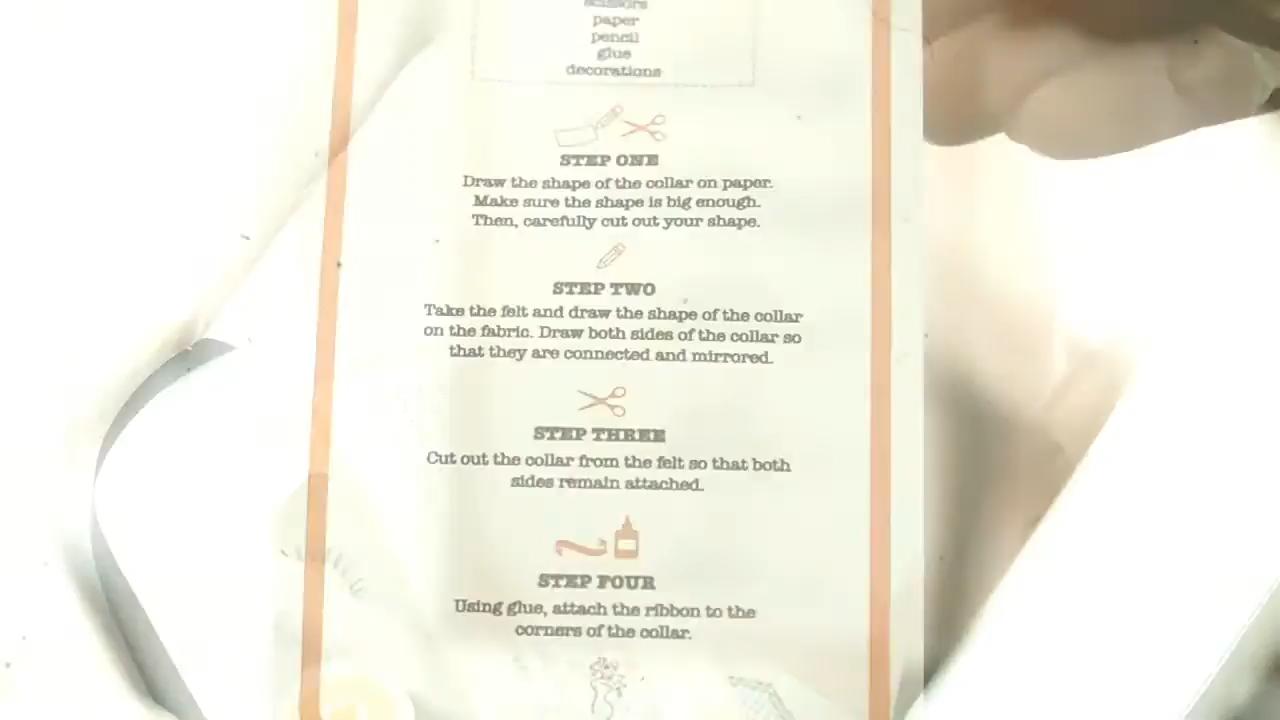 scissors
paper
pencil
glue
decorations
STEP ONE
Draw the shape of the collar on paper.
Make sure the shape is big enough.
Then, carefully cut out your shape.
STEP TWO
Take the felt and draw the shape of the collar
on the fabric. Draw both sides of the collar so
that they are connected and mirrored.
STEP THREE
Cut out the collar from the felt so that both
sides remain attached.
STEP FOUR
Using glue, attach the ribbon to the
corners of the collar.